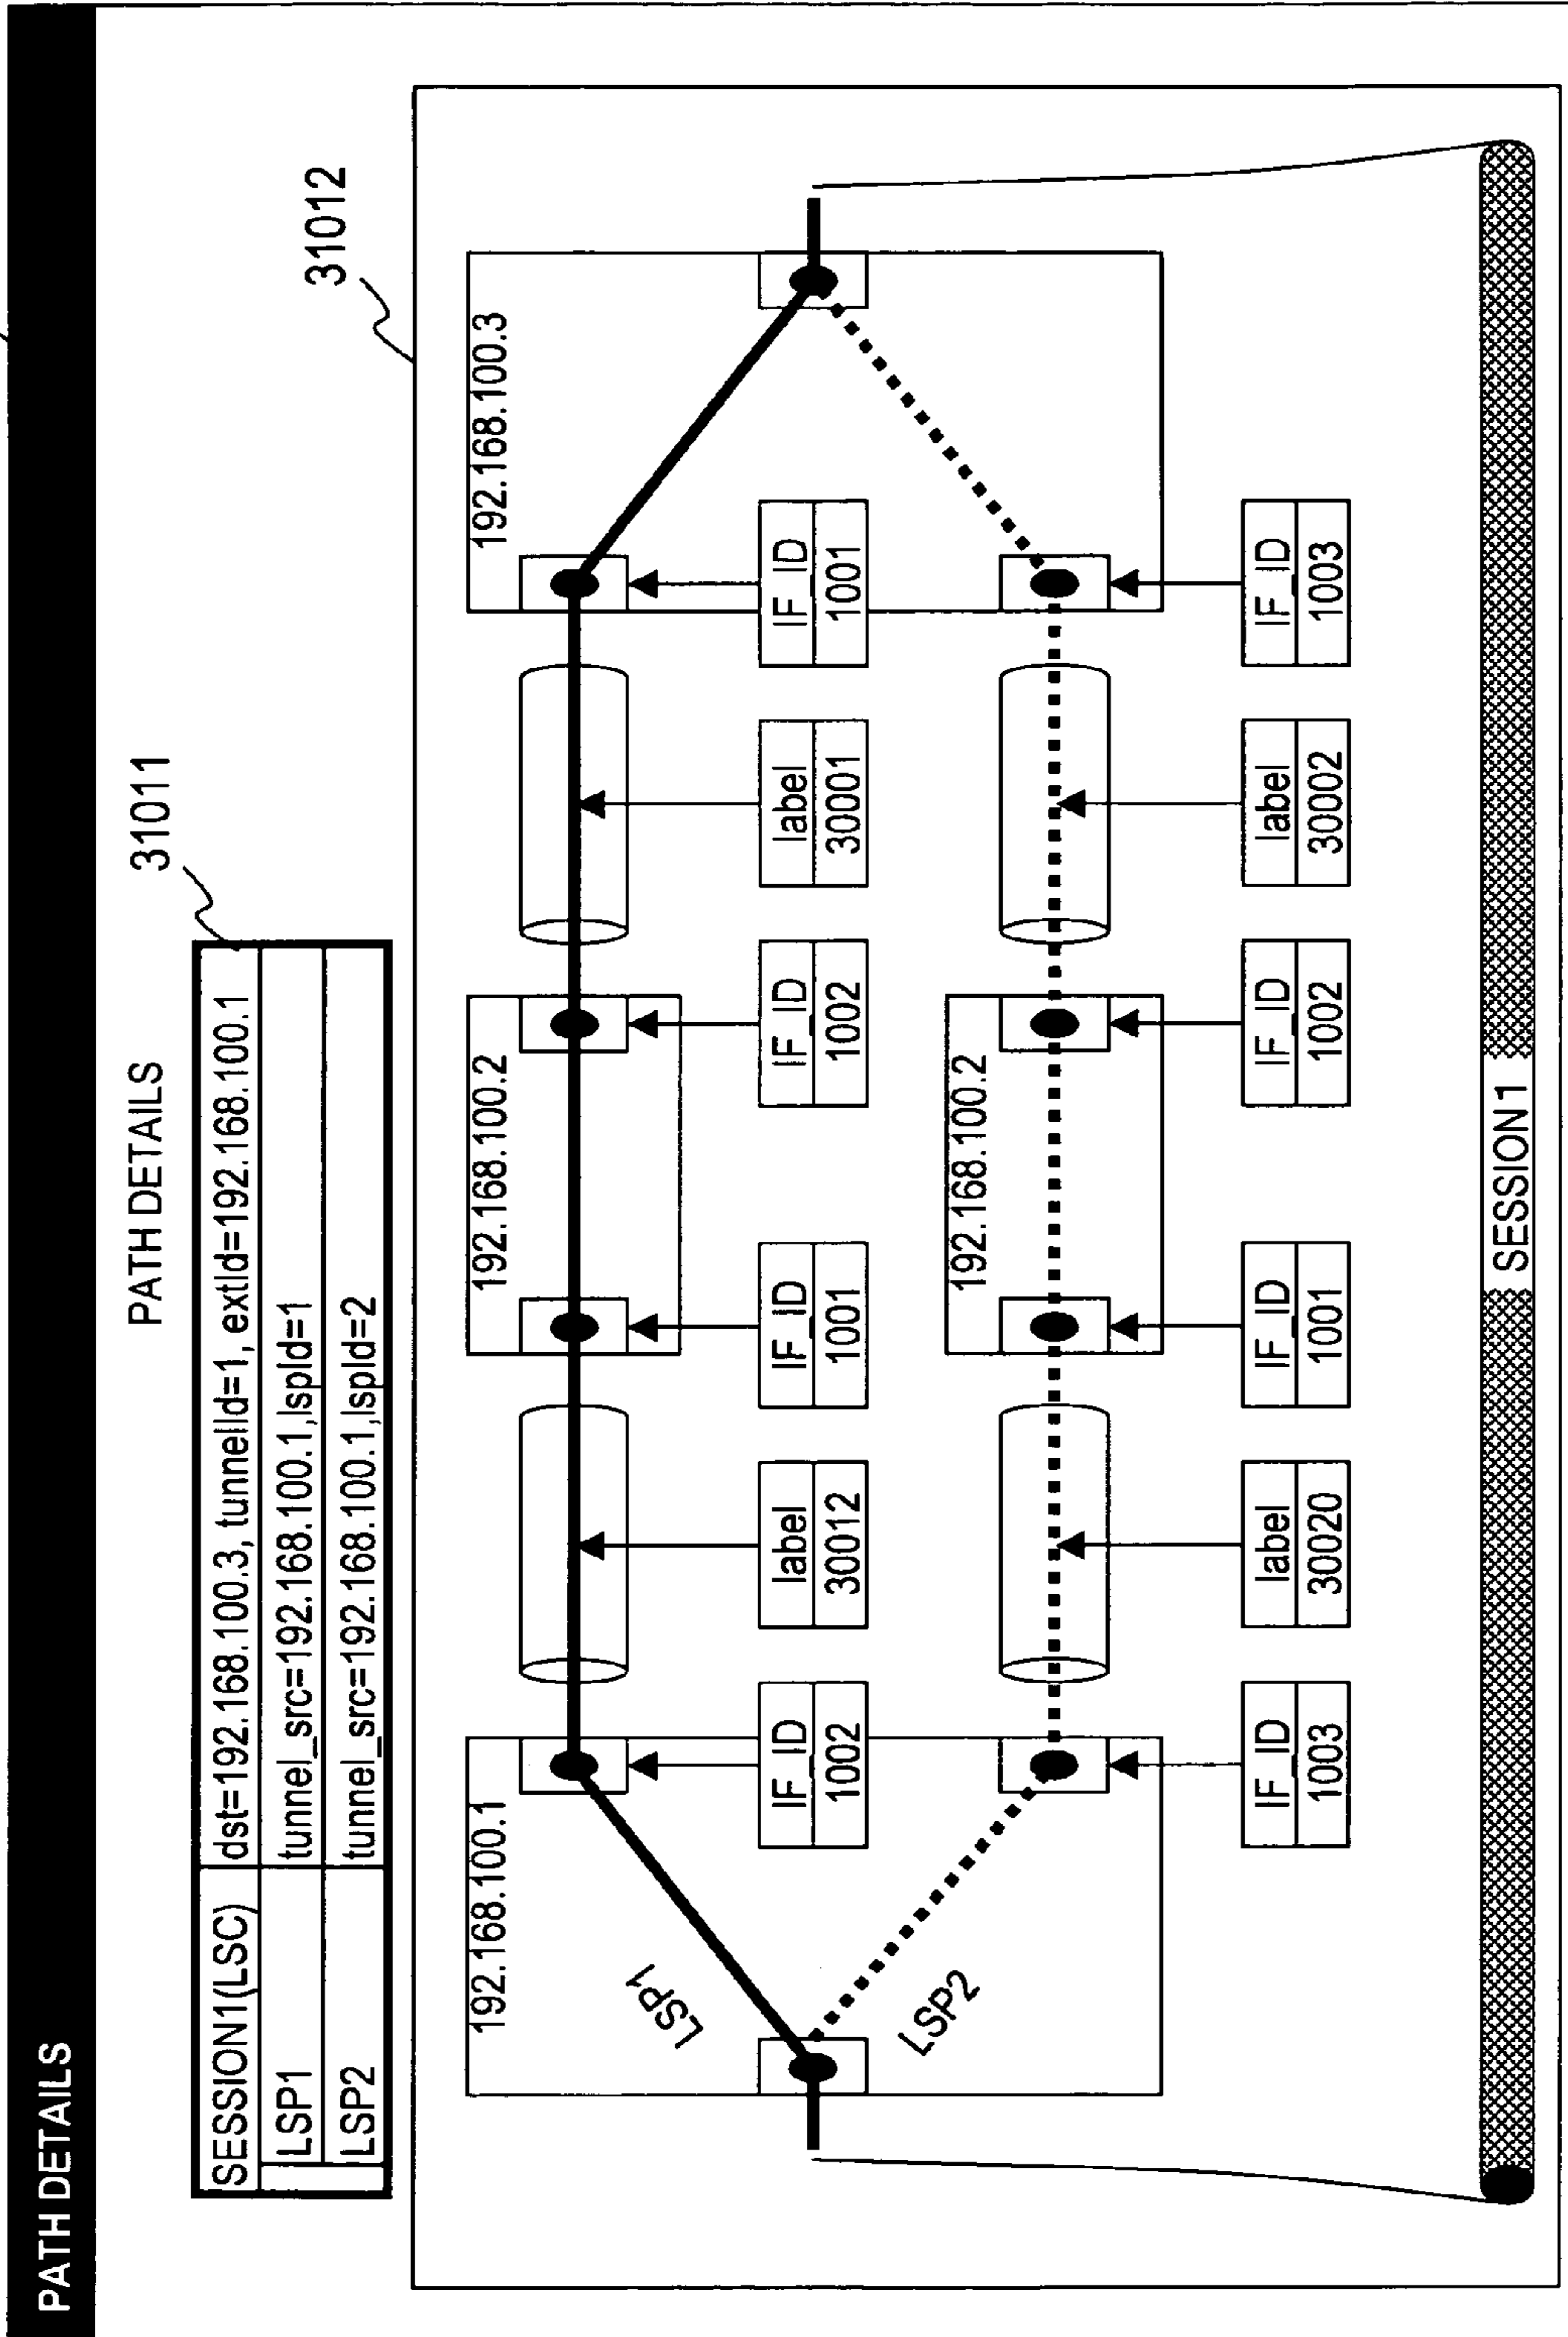 PATH DETAILS
PATH DETAILS
31011
SESSION1(LSC) dst=192.168.100.3, tunnelId=1, extId=192.168.100.1
LSP1 tunnel_src=192.168.100.1,lspId=1
LSP2 tunnel_src=192.168.100.1,lspId=2
31012
192.168.100.1
192.168.100.2
192.168.100.3
LSP1
IF_ID
1002
label
30012
IF_ID
1001
IF_ID
1002
label
30001
IF_ID
1001
LSP2
192.168.100.2
IF_ID
1003
label
30020
IF_ID
1001
IF_ID
1002
label
30002
IF_ID
1003
SESSION1